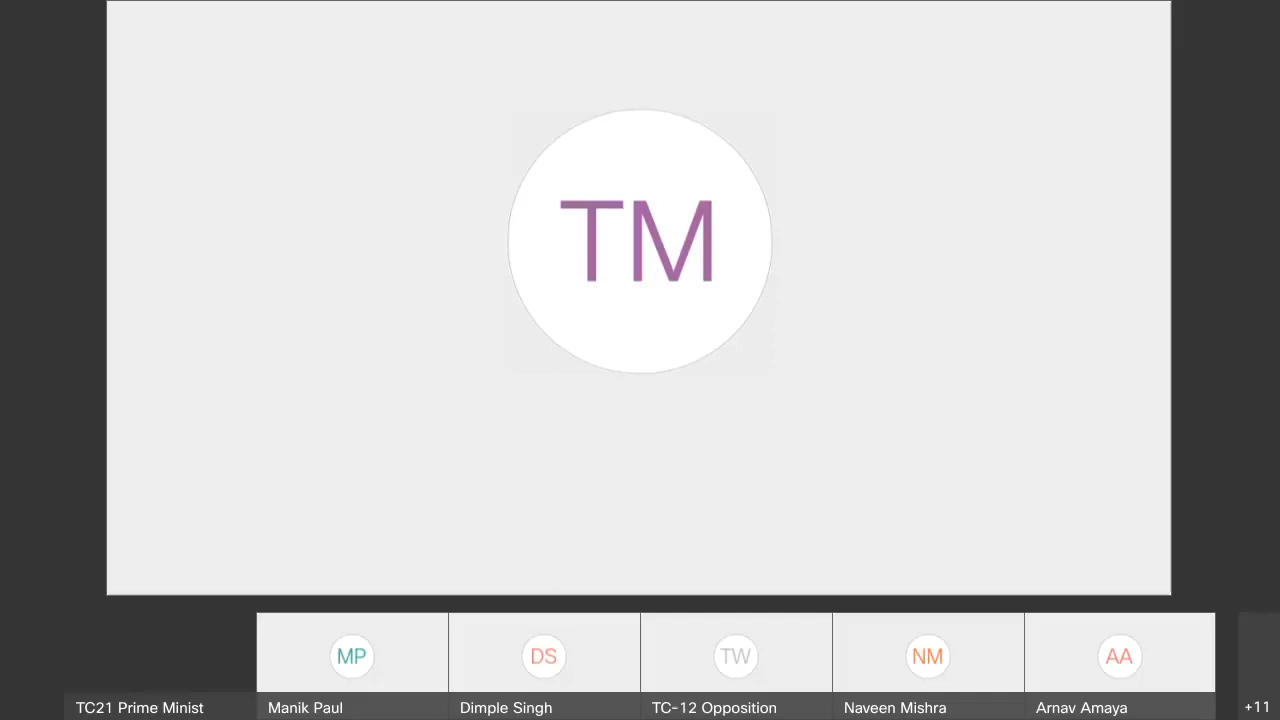 TM
MP
DS
TW
NM
AA
TC21 Prime Minist
Manik Paul
Dimple Singh
TC-12 Opposition
Naveen Mishra
Arnav Amaya
+11